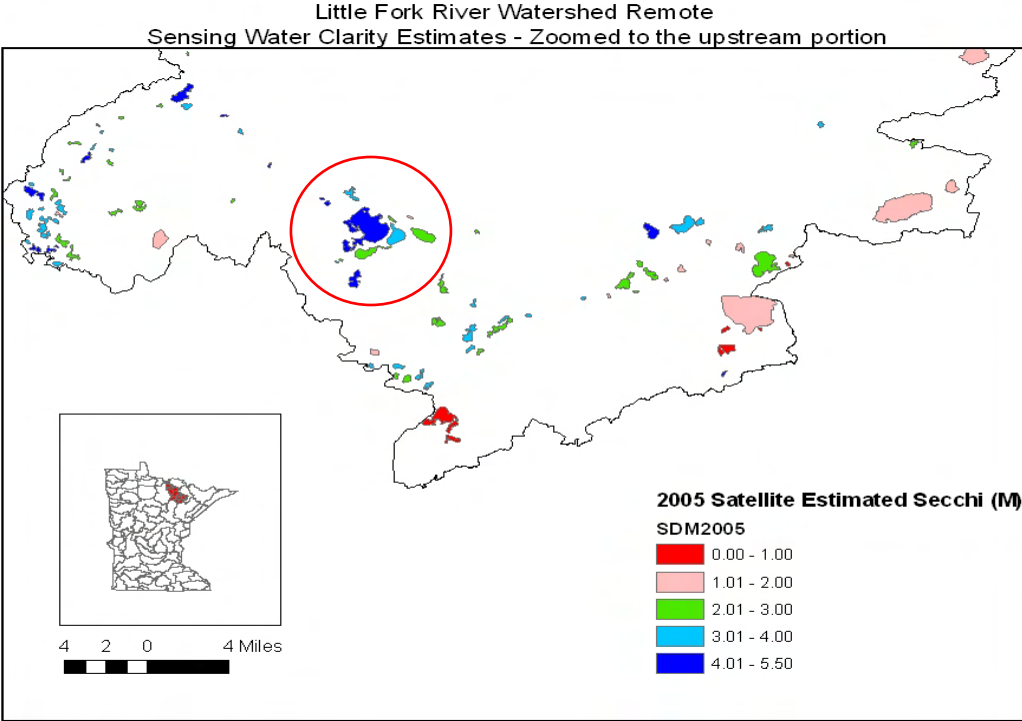 Little Fork River Watershed Remote
Sensing Water Clarity Estimates - Zoomed to the upstream portion
2005 Satellite Estimated Secchi (M)
SDM2005
0.00 - 1.00
1.01 - 2.00
2.01 - 3.00
3.01 - 4.00
4.01 - 5.50
4 2 0 4 Miles